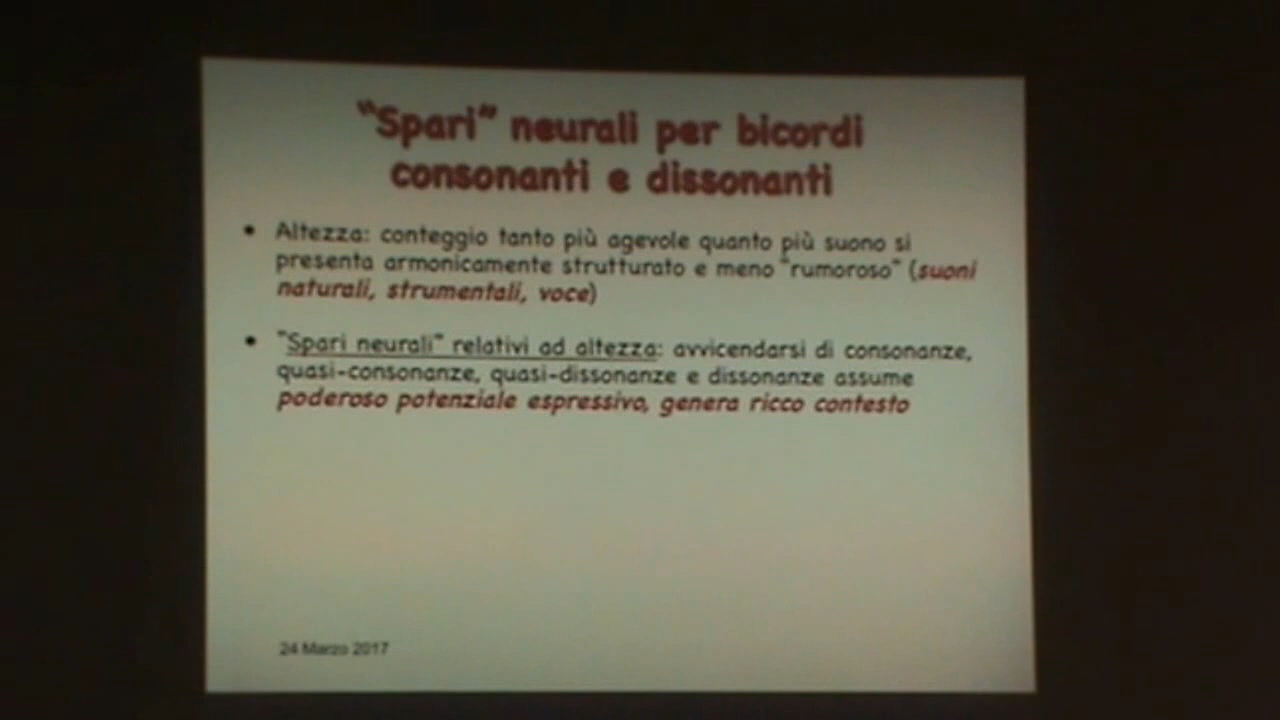 “Spari” neurali per bicordi
consonanti e dissonanti
• Altezza: conteggio tanto più agevole quanto più suono si
presenta armonicamente strutturato e meno “rumoroso” (suoni
naturali, strumentali, voce)
• “Spari neurali” relativi ad altezza: avvicendarsi di consonanze,
quasi-consonanze, quasi-dissonanze e dissonanze assume
poderoso potenziale espressivo, genera ricco contesto
24 Marzo 2017